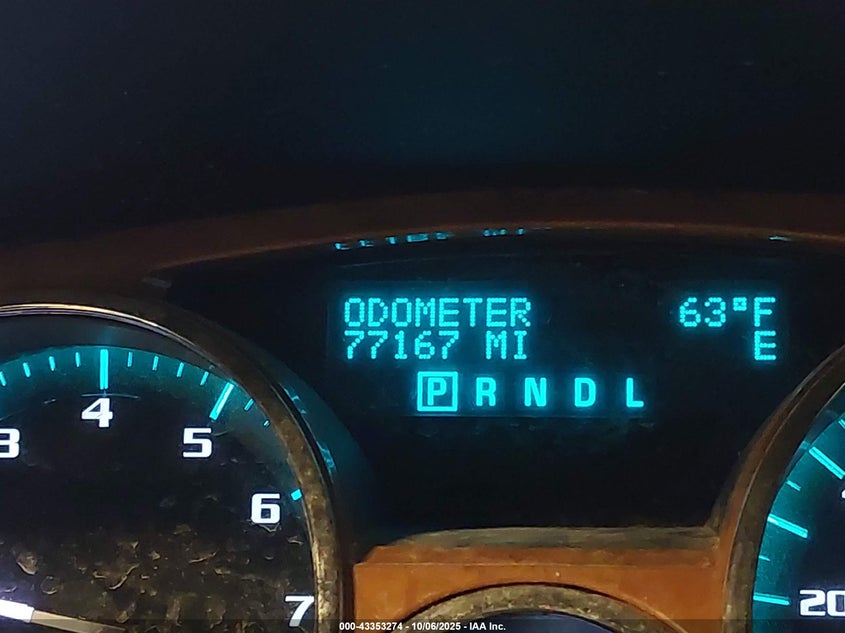 ODOMETER 63°F
77167 MI E
P R N D L
3 4 5 6 7
20
000-43353274 - 10/06/2025 - IAA Inc.